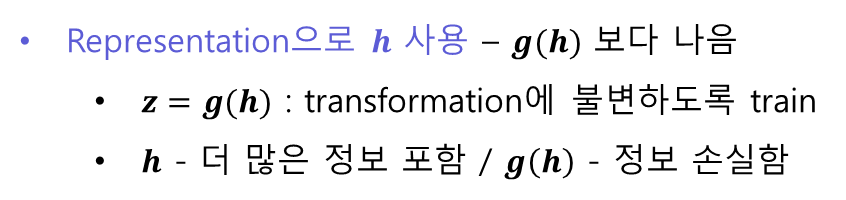 • Representation으로 h 사용 – g(h) 보다 나음
• z = g(h) : transformation에 불변하도록 train
• h - 더 많은 정보 포함 / g(h) - 정보 손실함